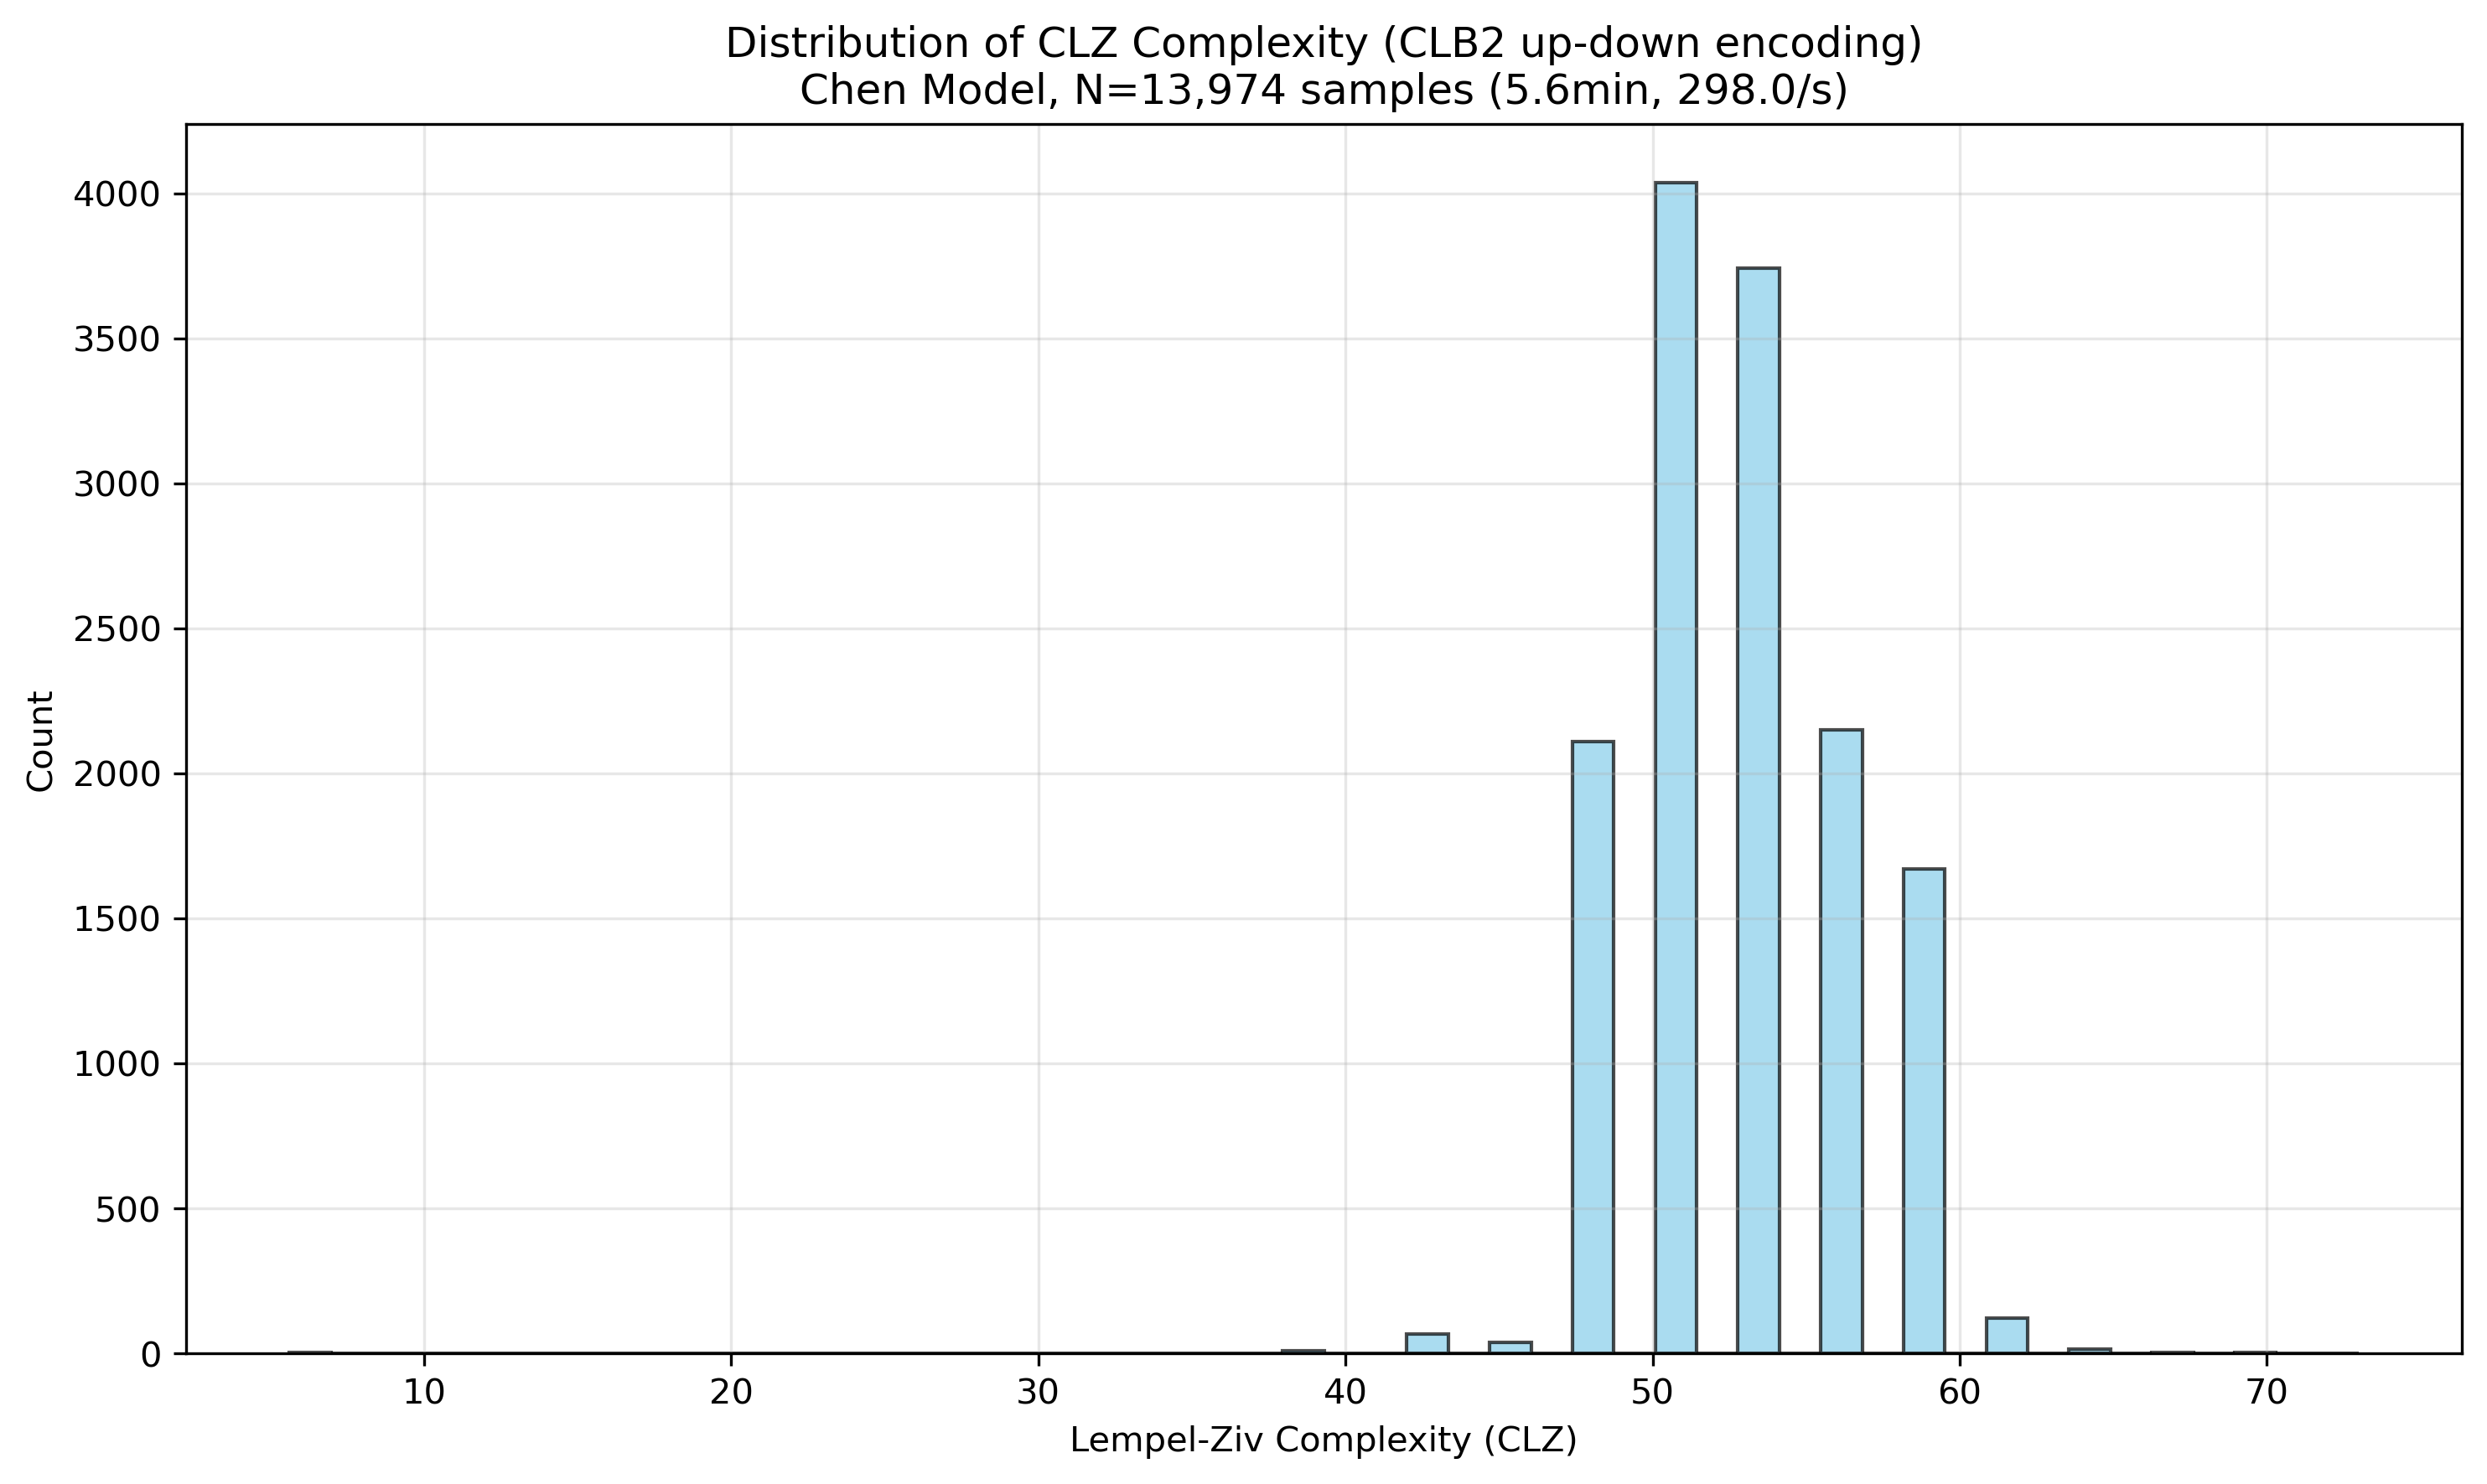 Distribution of CLZ Complexity (CLB2 up-down encoding)
Chen Model, N=13,974 samples (5.6min, 298.0/s)
4000
3500
3000
2500
2000
1500
1000
500
0
Count
10 20 30 40 50 60 70
Lempel-Ziv Complexity (CLZ)